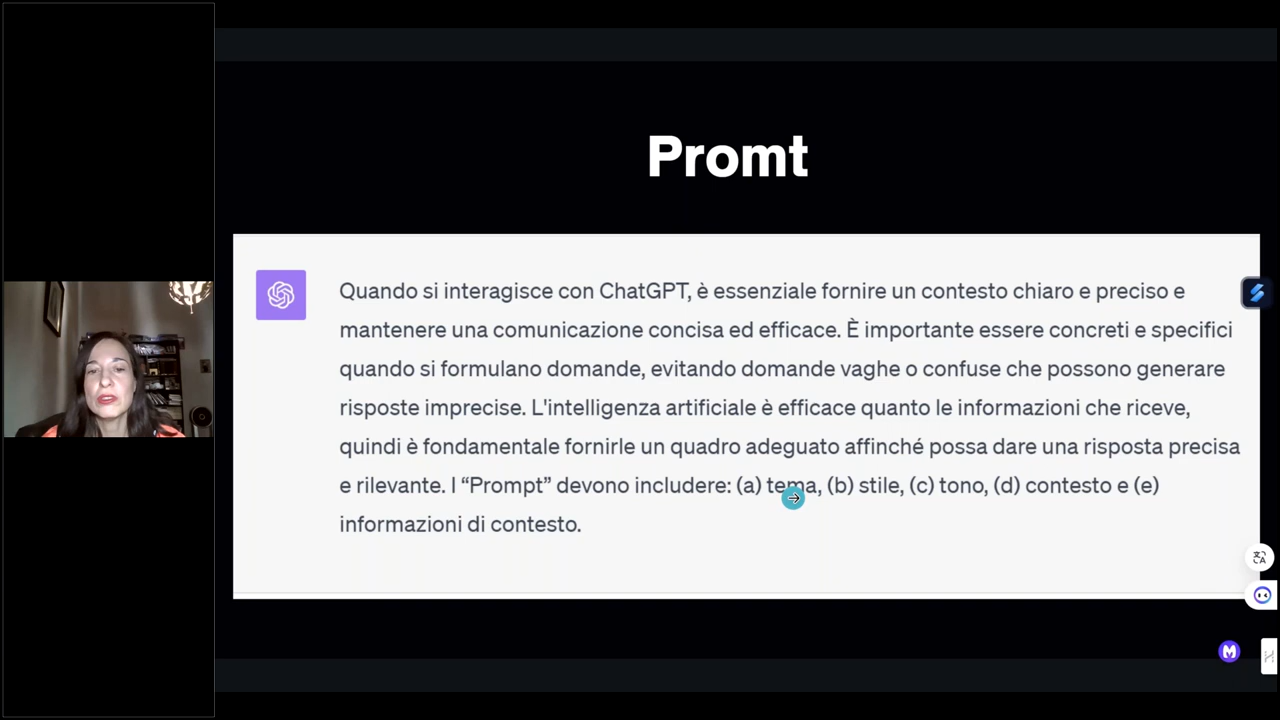 Promt
Quando si interagisce con ChatGPT, è essenziale fornire un contesto chiaro e preciso e
mantenere una comunicazione concisa ed efficace. È importante essere concreti e specifici
quando si formulano domande, evitando domande vaghe o confuse che possono generare
risposte imprecise. L'intelligenza artificiale è efficace quanto le informazioni che riceve,
quindi è fondamentale fornirle un quadro adeguato affinché possa dare una risposta precisa
e rilevante. I “Prompt” devono includere: (a) tema, (b) stile, (c) tono, (d) contesto e (e)
informazioni di contesto.